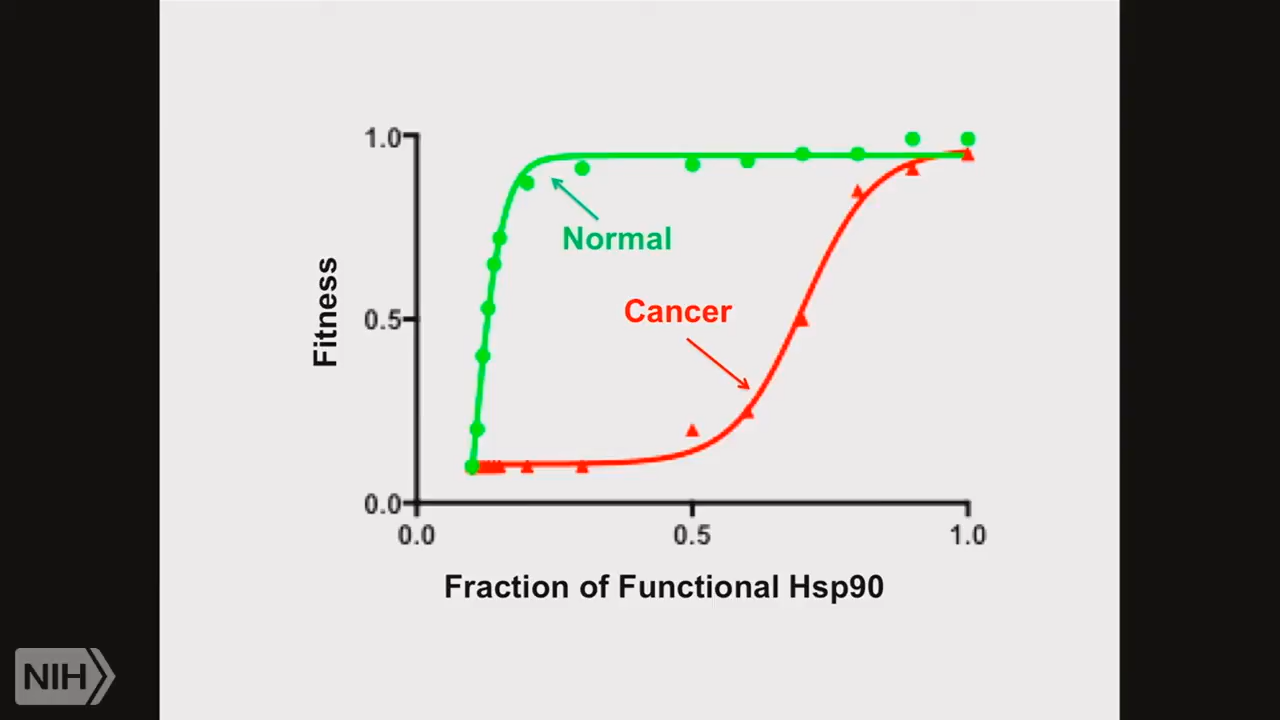 1.0
Normal
Cancer
Fitness
0.5
0.0
0.0 0.5 1.0
Fraction of Functional Hsp90
NIH